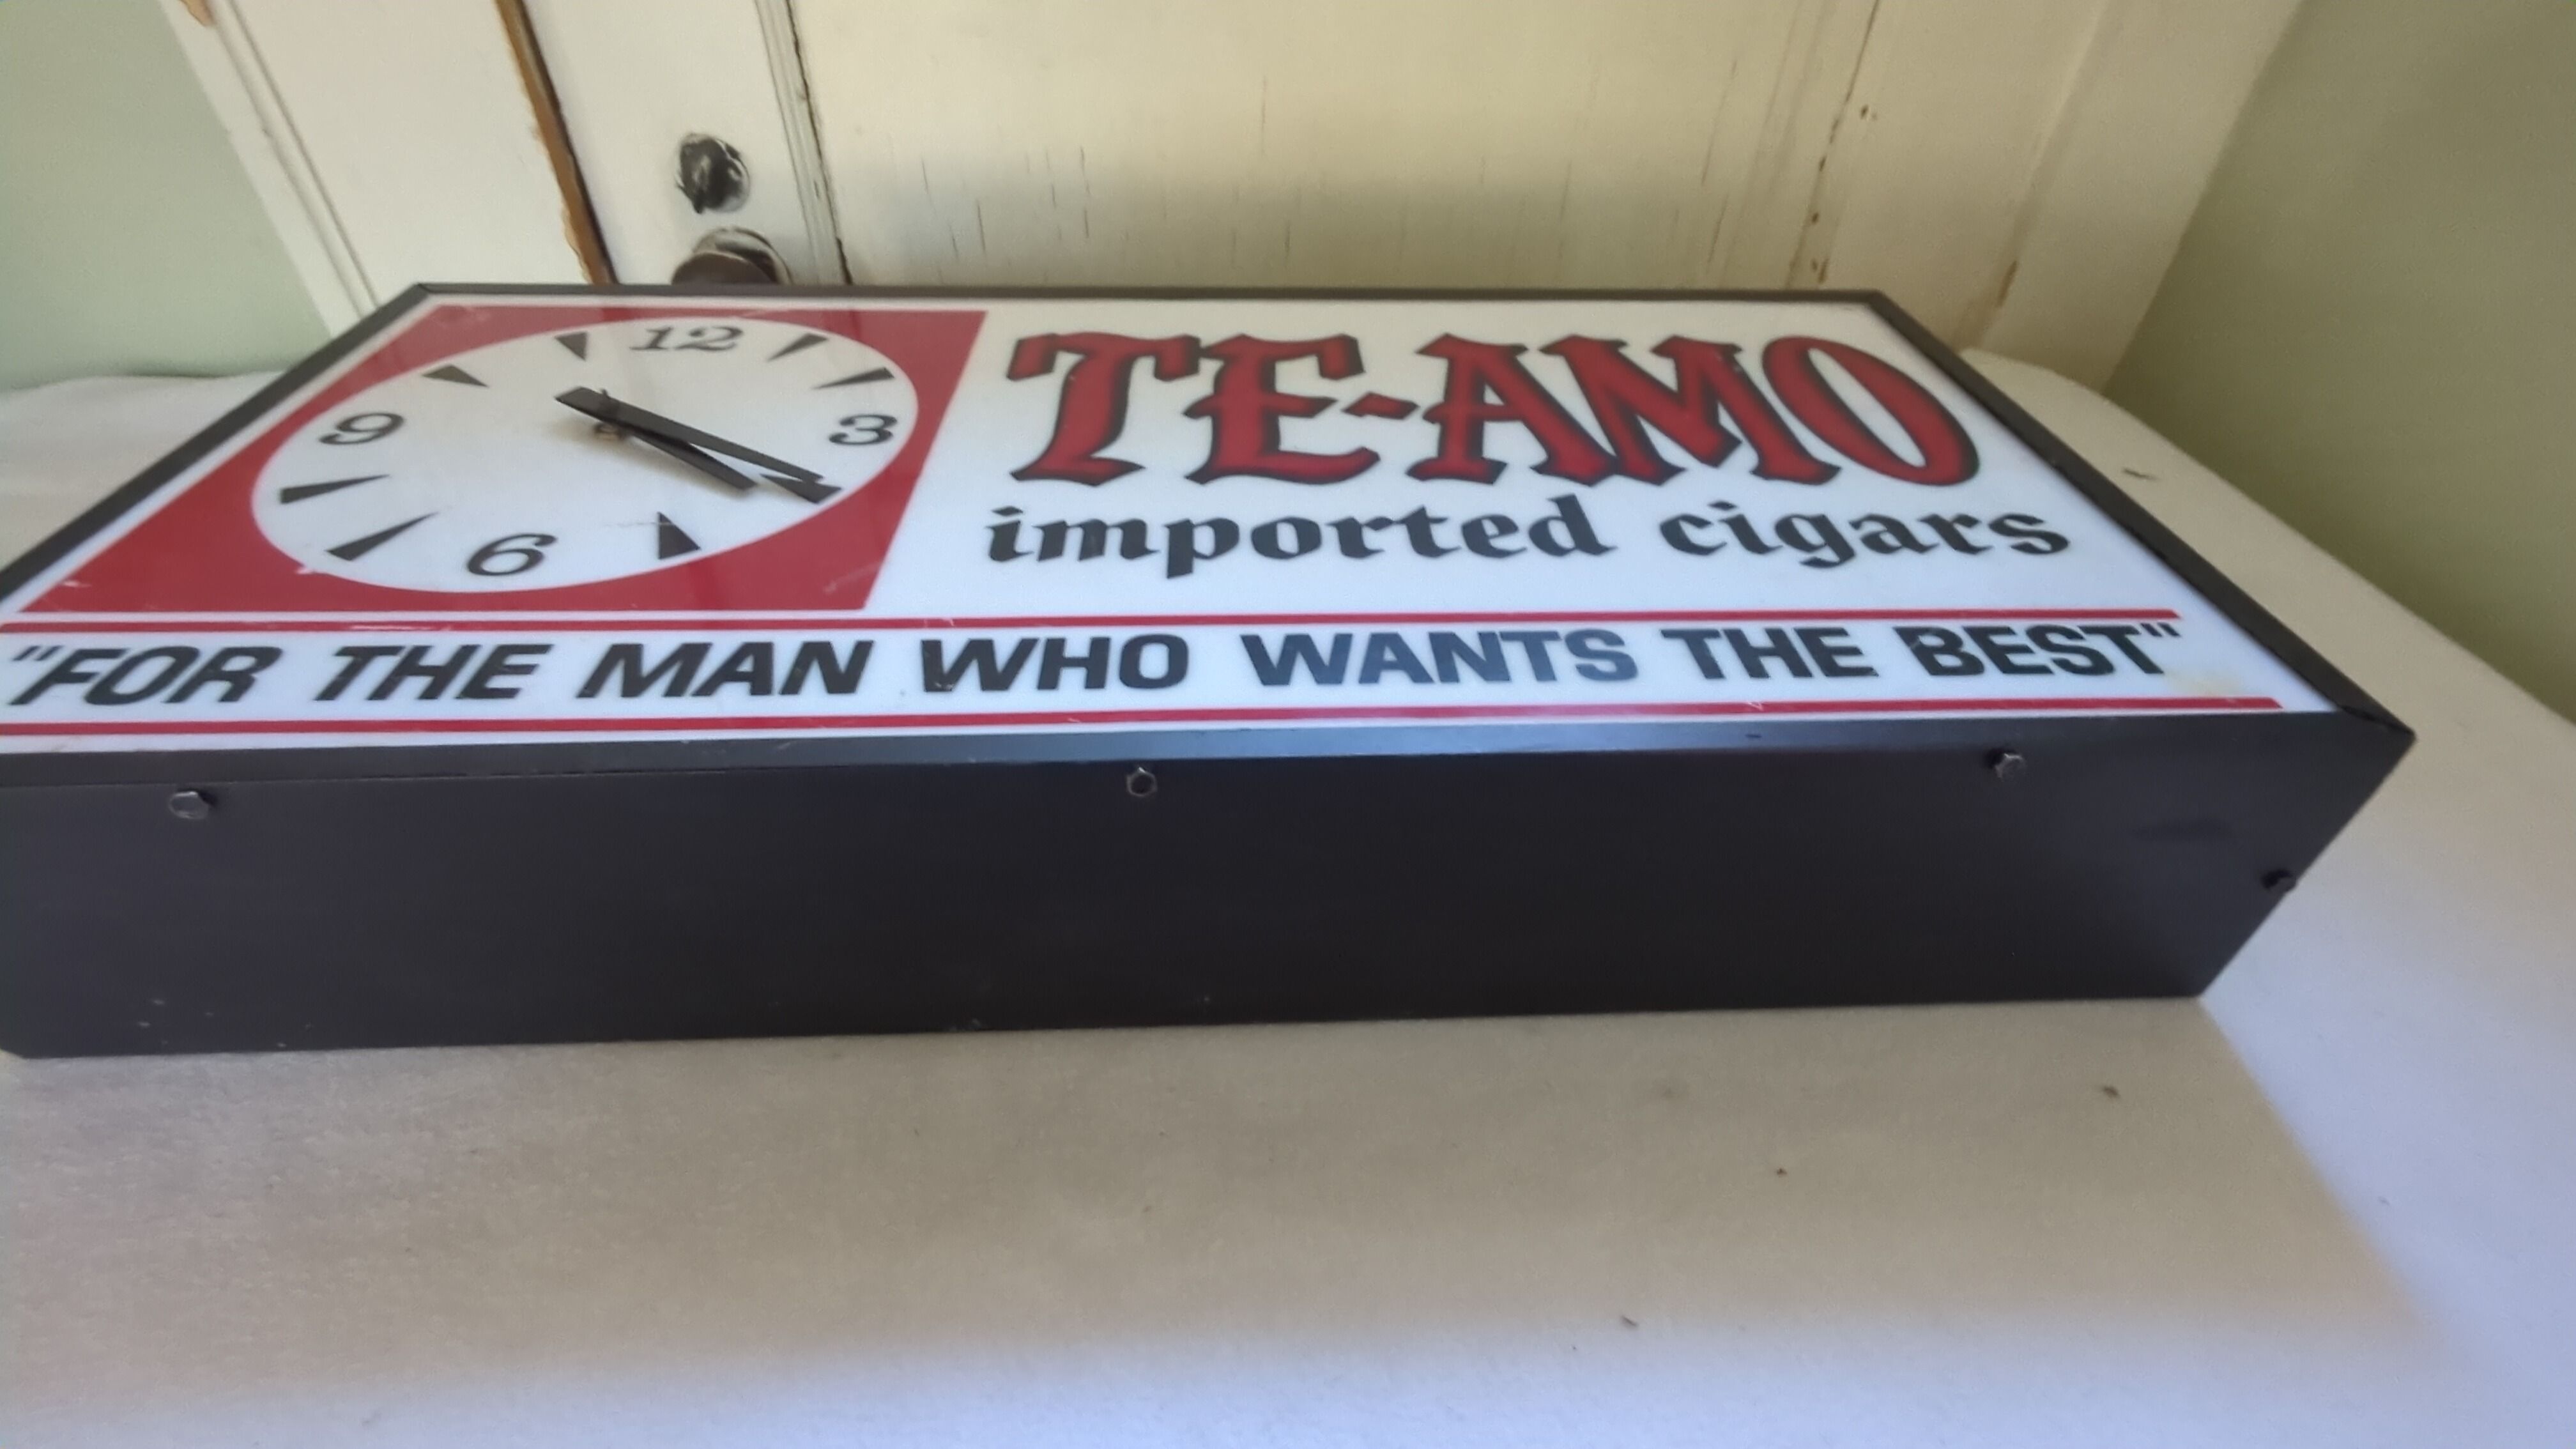 12
9
3
6
TE-AMO
imported cigars
"FOR THE MAN WHO WANTS THE BEST"